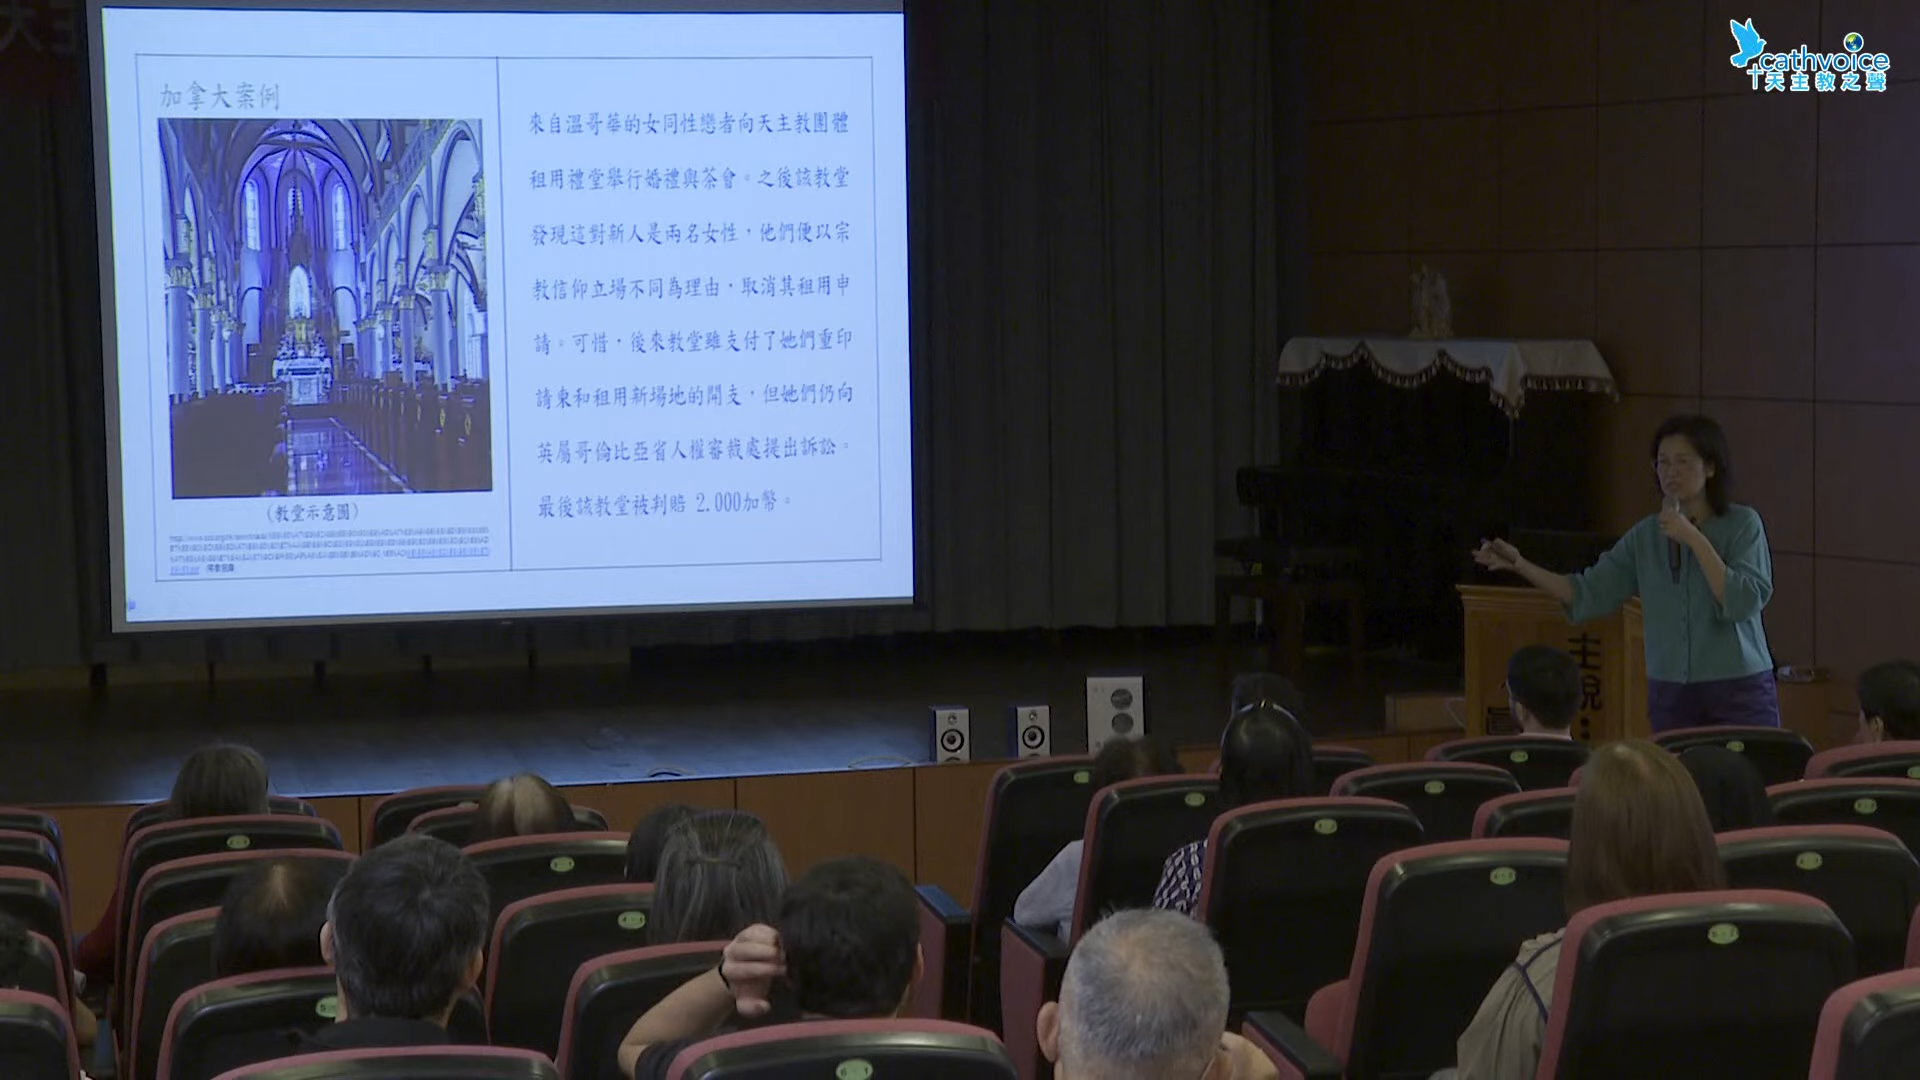 cathvoice
天主教之聲
加拿大案例
(教堂示意圖)
來自溫哥華的女同性戀者向天主教團體
租用禮堂舉行婚禮與茶會。之後該教堂
發現這對新人是兩名女性,他們便以宗
教信仰立場不同為理由,取消其租用申
請。可惜,後來教堂雖支付了她們重印
請柬和租用新場地的開支,但她們仍向
英屬哥倫比亞省人權審裁處提出訴訟。
最後該教堂被判賠 2.000加幣。
主